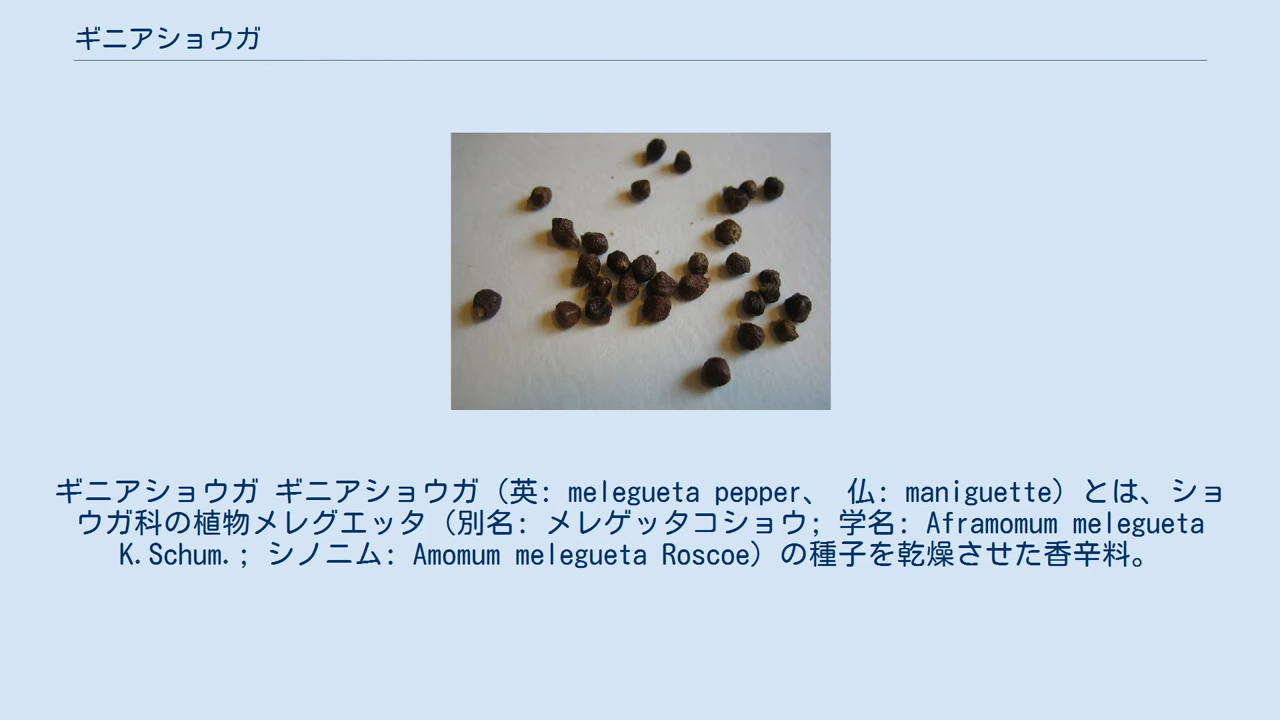 ギニアショウガ
ギニアショウガ ギニアショウガ（英: melegueta pepper、 仏: maniguette）とは、ショ
ウガ科の植物メレグエッタ（別名: メレゲッタコショウ; 学名: Aframomum melegueta
K.Schum.; シノニム: Amomum melegueta Roscoe）の種子を乾燥させた香辛料。